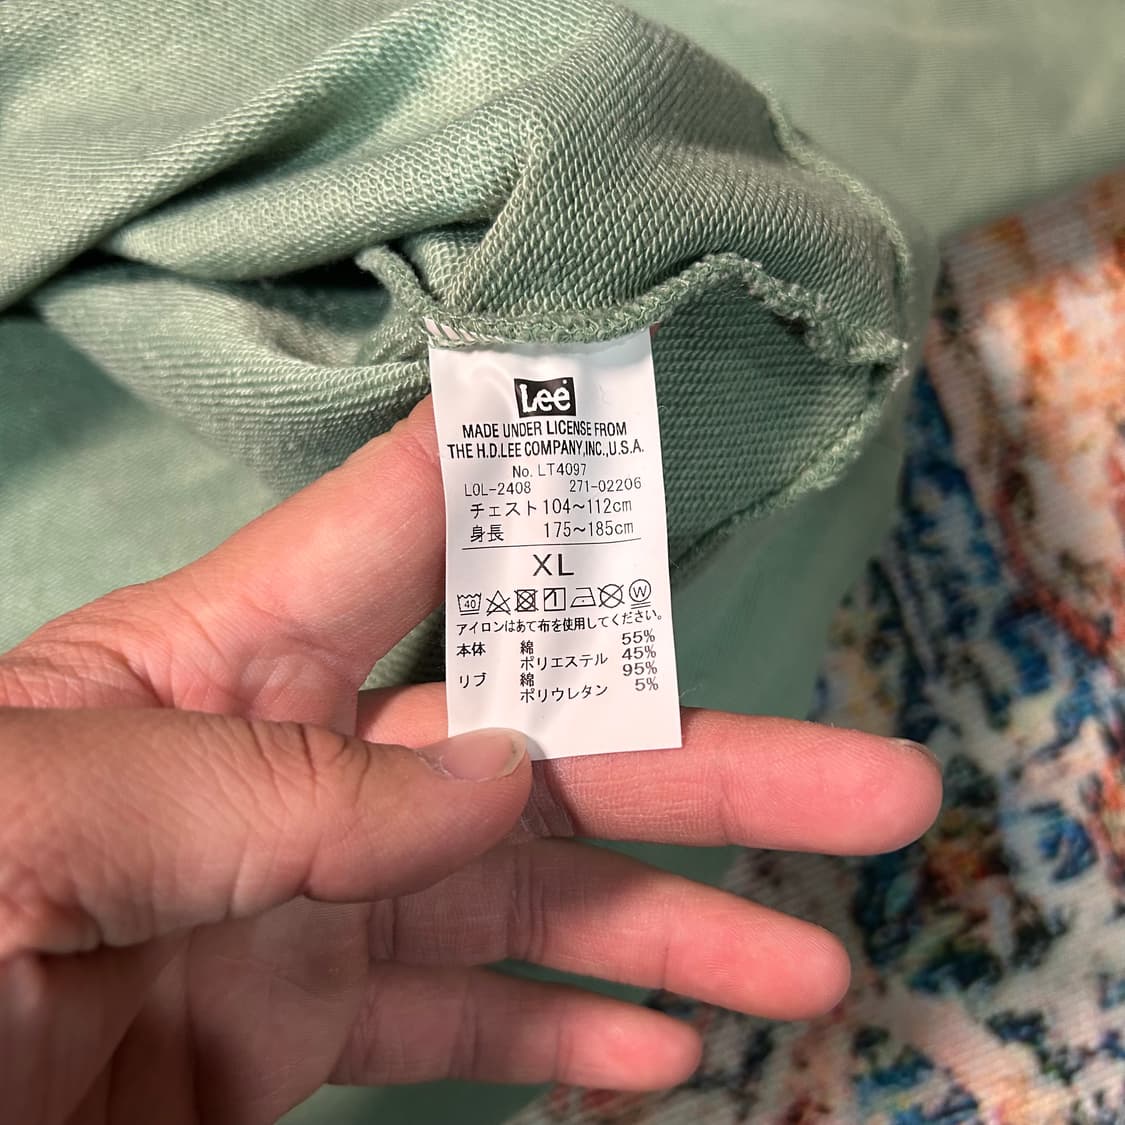 Lee
MADE UNDER LICENSE FROM
THE H.D.LEE COMPANY,INC.,U.S.A.
No. LT4097
LOL-2408 271-02206
チェスト 104~112cm
身長 175~185cm
XL
40 1 W
アイロンはあて布を使用してください。
本体 綿 55%
ポリエステル 45%
リブ 綿 95%
ポリウレタン 5%